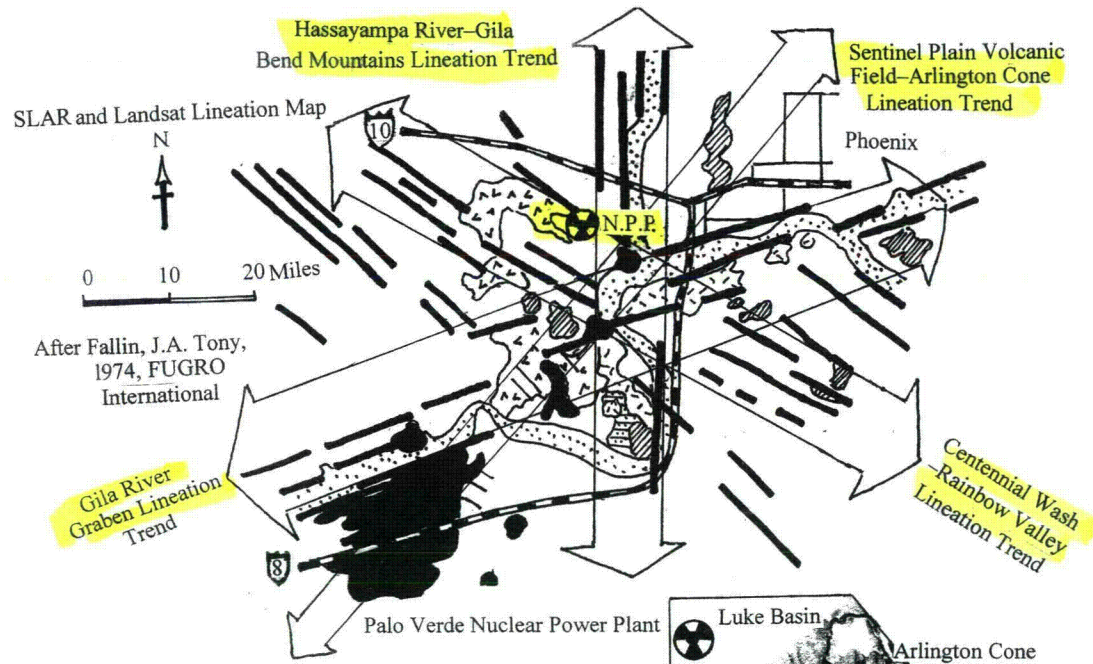 Hassayampa River–Gila
Bend Mountains Lineation Trend
Sentinel Plain Volcanic
Field–Arlington Cone
Lineation Trend
SLAR and Landsat Lineation Map
N
10
Phoenix
N.P.P.
0 10 20 Miles
After Fallin, J.A. Tony,
1974, FUGRO
International
Gila River
Graben Lineation
Trend
Centennial Wash
–Rainbow Valley
Lineation Trend
8
Palo Verde Nuclear Power Plant
Luke Basin
Arlington Cone